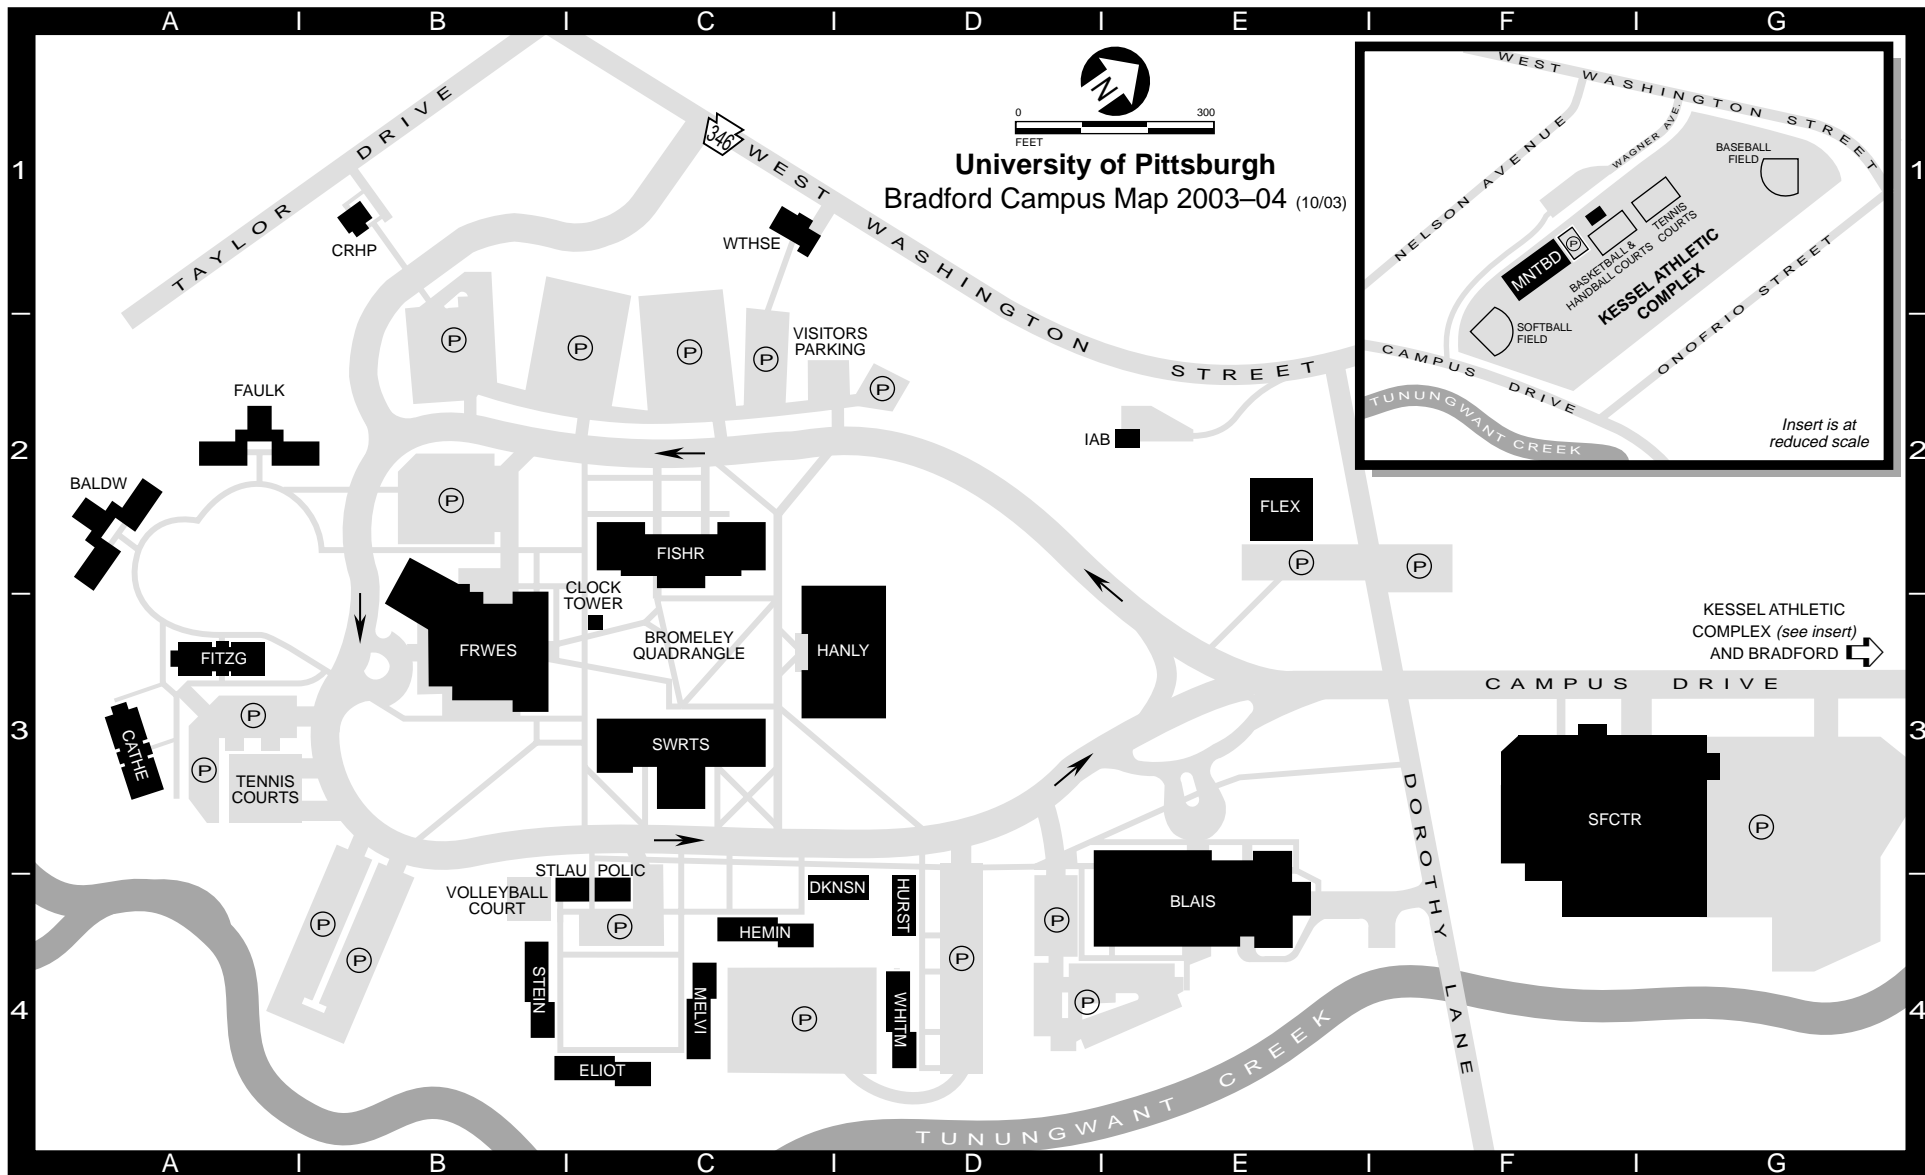 A I B I C I D I E I F I G
1
TAYLOR DRIVE
346
WEST WASHINGTON STREET
N
0 300
FEET
University of Pittsburgh
Bradford Campus Map 2003–04 (10/03)
CRHP
WTHSE
WEST WASHINGTON STREET
NELSON AVENUE
WAGNER AVE.
BASEBALL
FIELD
TENNIS
COURTS
BASKETBALL &
HANDBALL COURTS
P
MNTBD
KESSEL ATHLETIC
COMPLEX
SOFTBALL
FIELD
ONOFRIO STREET
CAMPUS DRIVE
TUNUNGWANT CREEK
Insert is at
reduced scale
1
P
P
P
P
VISITORS
PARKING
P
FAULK
2
IAB
2
BALDW
P
FLEX
FISHR
P
P
CLOCK
TOWER
FRWES
BROMELEY
QUADRANGLE
HANLY
FITZG
KESSEL ATHLETIC
COMPLEX (see insert)
AND BRADFORD
CAMPUS DRIVE
3
P
CATHE
P
TENNIS
COURTS
SWRTS
DOROTHY LANE
SFCTR
P
3
STLAU POLIC
VOLLEYBALL
COURT
P
P
P
DKNSN
HURST
HEMIN
BLAIS
P
P
STEIN
MELVI
P
WHITM
P
ELIOT
4
TUNUNGWANT CREEK
4
A I B I C I D I E I F I G